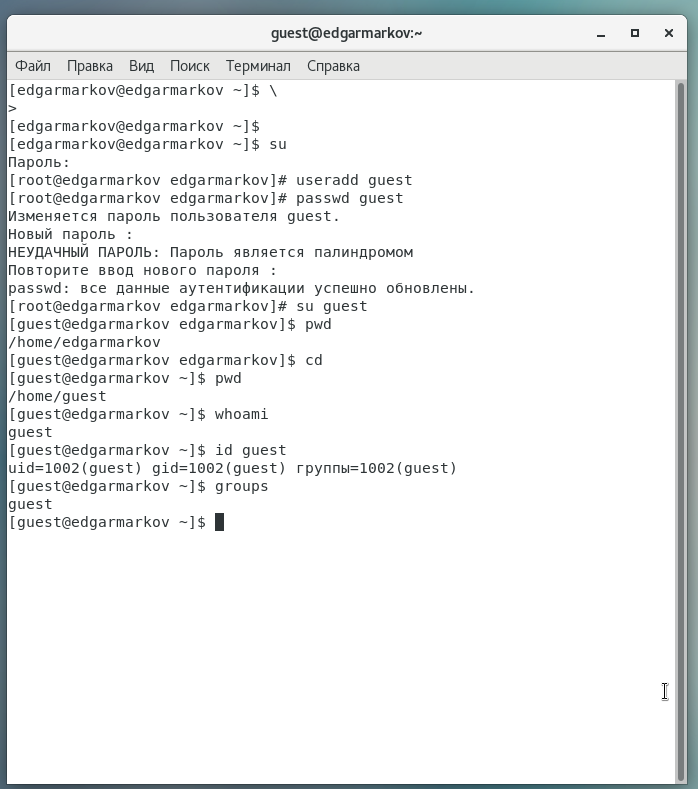 guest@edgarmarkov:~
Файл Правка Вид Поиск Терминал Справка
[edgarmarkov@edgarmarkov ~]$ \
>
[edgarmarkov@edgarmarkov ~]$
[edgarmarkov@edgarmarkov ~]$ su
Пароль:
[root@edgarmarkov edgarmarkov]# useradd guest
[root@edgarmarkov edgarmarkov]# passwd guest
Изменяется пароль пользователя guest.
Новый пароль :
НЕУДАЧНЫЙ ПАРОЛЬ: Пароль является палиндромом
Повторите ввод нового пароля :
passwd: все данные аутентификации успешно обновлены.
[root@edgarmarkov edgarmarkov]# su guest
[guest@edgarmarkov edgarmarkov]$ pwd
/home/edgarmarkov
[guest@edgarmarkov edgarmarkov]$ cd
[guest@edgarmarkov ~]$ pwd
/home/guest
[guest@edgarmarkov ~]$ whoami
guest
[guest@edgarmarkov ~]$ id guest
uid=1002(guest) gid=1002(guest) группы=1002(guest)
[guest@edgarmarkov ~]$ groups
guest
[guest@edgarmarkov ~]$